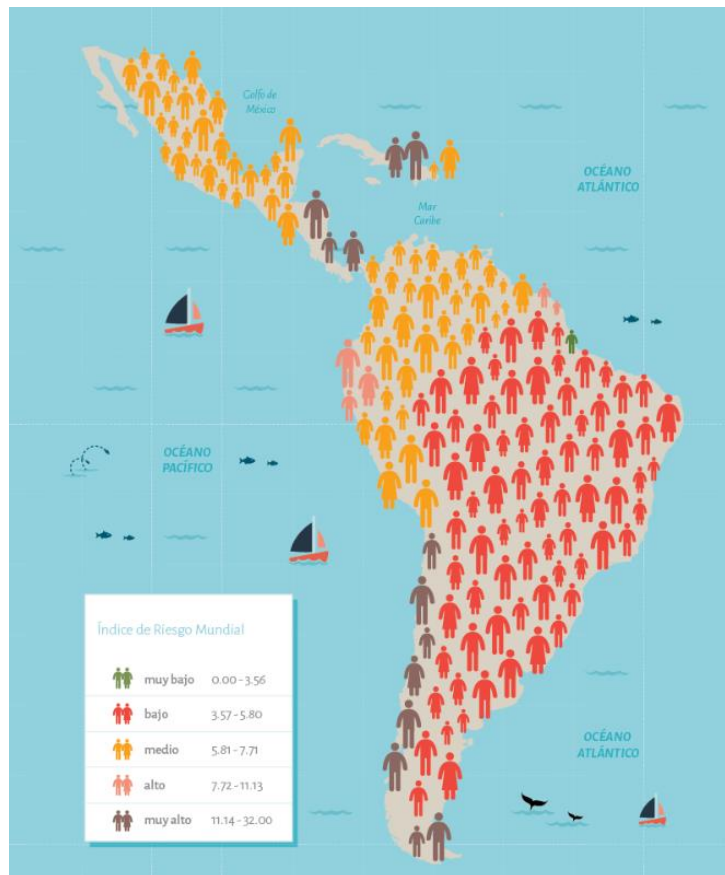 Golfo de
México
OCÉANO
ATLÁNTICO
Mar
Caribe
OCÉANO
PACÍFICO
Índice de Riesgo Mundial
muy bajo 0.00 - 3.56
bajo 3.57 - 5.80
medio 5.81 - 7.71
alto 7.72 - 11.13
muy alto 11.14 - 32.00
OCÉANO
ATLÁNTICO